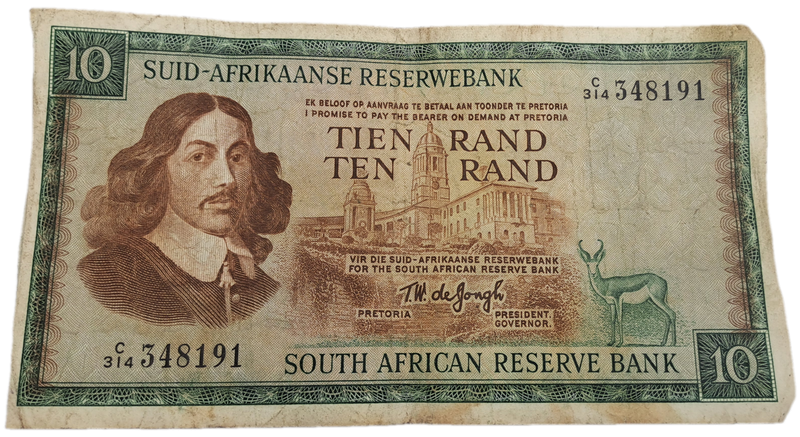 10
SUID-AFRIKAANSE RESERWEBANK
C/314 348191
EK BELOOF OP AANVRAAG TE BETAAL AAN TOONDER TE PRETORIA
I PROMISE TO PAY THE BEARER ON DEMAND AT PRETORIA
TIEN RAND
TEN RAND
VIR DIE SUID-AFRIKAANSE RESERWEBANK
FOR THE SOUTH AFRICAN RESERVE BANK
T.W. de Jongh
PRETORIA
PRESIDENT.
GOVERNOR.
C/314 348191
SOUTH AFRICAN RESERVE BANK
10